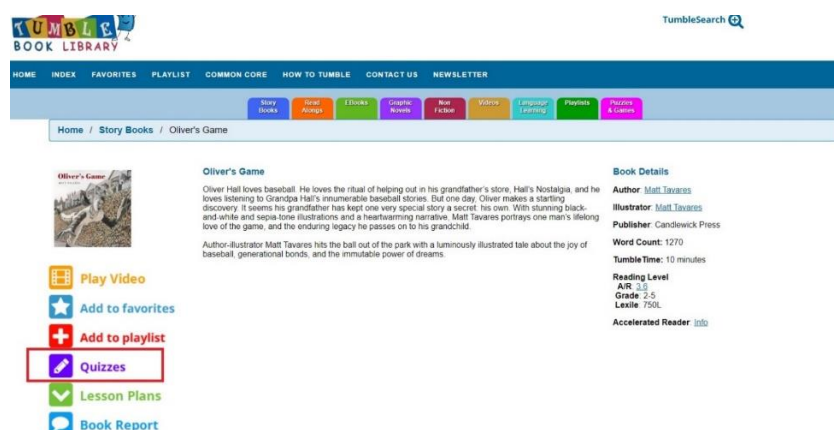 TUMBLE
BOOK LIBRARY
TumbleSearch
HOME INDEX FAVORITES PLAYLIST COMMON CORE HOW TO TUMBLE CONTACT US NEWSLETTER
Story Books
Read Alongs
EBooks
Graphic Novels
Non Fiction
Videos
Language Learning
Playlists
Puzzles & Games
Home / Story Books / Oliver's Game
Oliver's Game
MATT TAVARES
Oliver's Game
Oliver Hall loves baseball. He loves the ritual of helping out in his grandfather's store, Hall's Nostalgia, and he
loves listening to Grandpa Hall's innumerable baseball stories. But one day, Oliver makes a startling
discovery. It seems his grandfather has kept one very special story a secret: his own. With stunning black-
and-white and sepia-tone illustrations and a heartwarming narrative, Matt Tavares portrays one man's lifelong
love of the game, and the enduring legacy he passes on to his grandchild.
Author-illustrator Matt Tavares hits the ball out of the park with a luminously illustrated tale about the joy of
baseball, generational bonds, and the immutable power of dreams.
Book Details
Author: Matt Tavares
Illustrator: Matt Tavares
Publisher: Candlewick Press
Word Count: 1270
TumbleTime: 10 minutes
Reading Level
A/R: 3.6
Grade: 2-5
Lexile: 750L
Accelerated Reader: Info
Play Video
Add to favorites
Add to playlist
Quizzes
Lesson Plans
Book Report